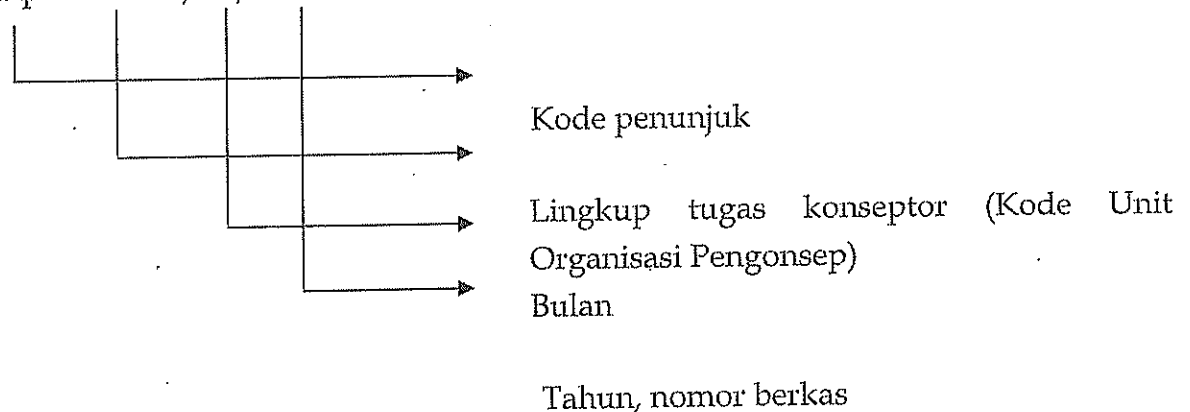 Kode penunjuk
Lingkup tugas konseptor (Kode Unit
Organisasi Pengonsep)
Bulan
Tahun, nomor berkas